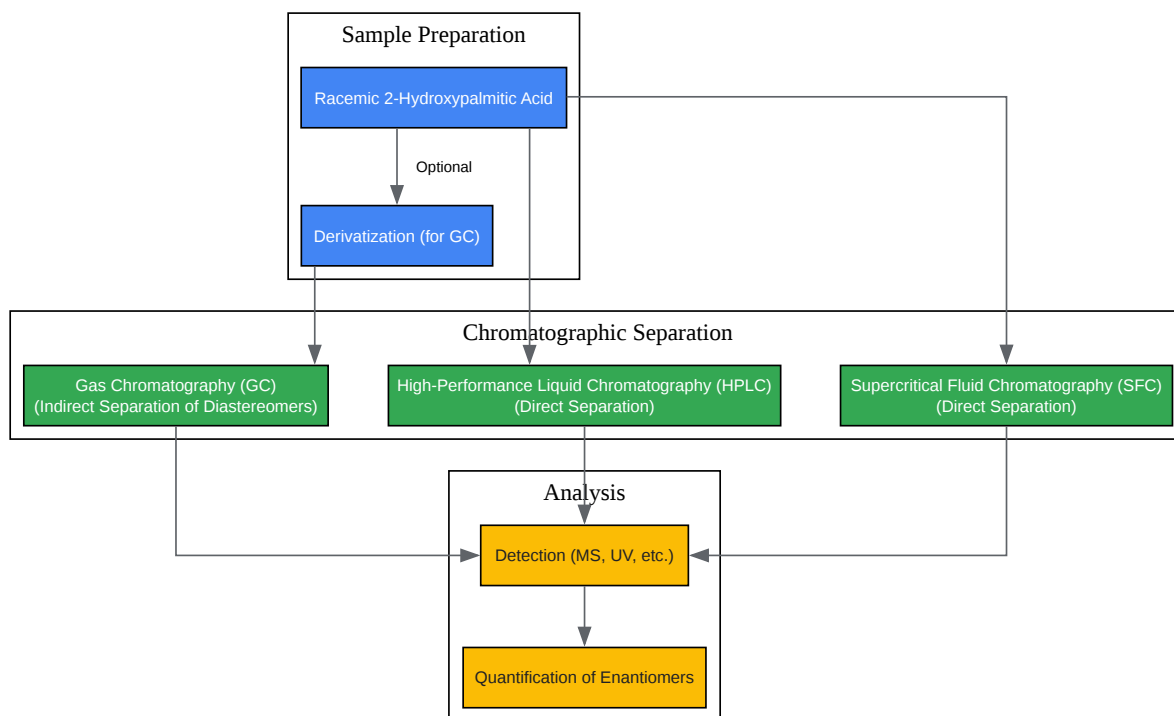 Sample Preparation
Racemic 2-Hydroxypalmitic Acid
Optional
Derivatization (for GC)
Chromatographic Separation
Gas Chromatography (GC)
(Indirect Separation of Diastereomers)
High-Performance Liquid Chromatography (HPLC)
(Direct Separation)
Supercritical Fluid Chromatography (SFC)
(Direct Separation)
Analysis
Detection (MS, UV, etc.)
Quantification of Enantiomers